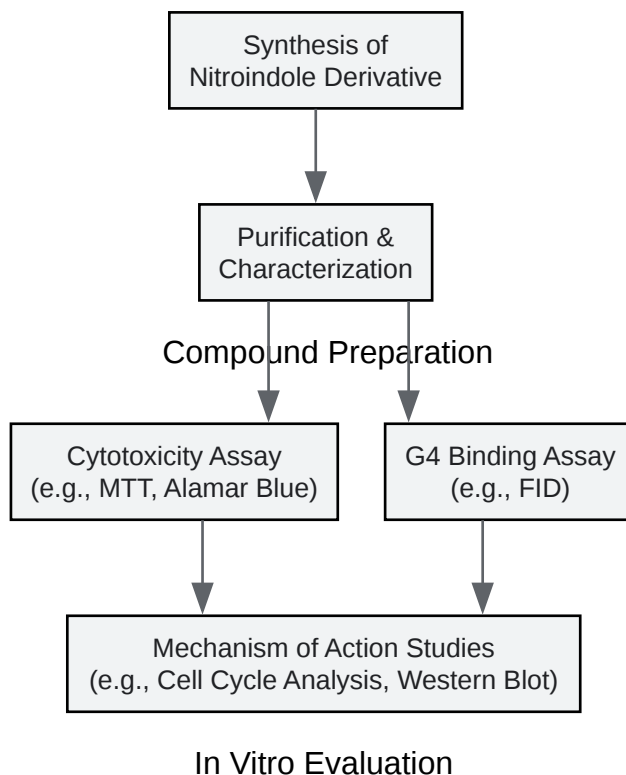 Synthesis of
Nitroindole Derivative
Purification &
Characterization
Compound Preparation
Cytotoxicity Assay
(e.g., MTT, Alamar Blue)
G4 Binding Assay
(e.g., FID)
Mechanism of Action Studies
(e.g., Cell Cycle Analysis, Western Blot)
In Vitro Evaluation